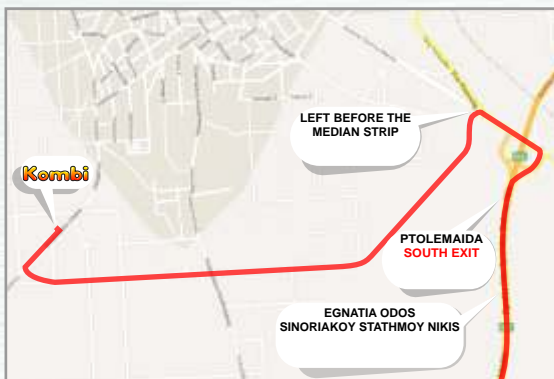 LEFT BEFORE THE
MEDIAN STRIP
Kombi
PTOLEMAIDA
SOUTH EXIT
EGNATIA ODOS
SINORIAKOY STATHMOY NIKIS